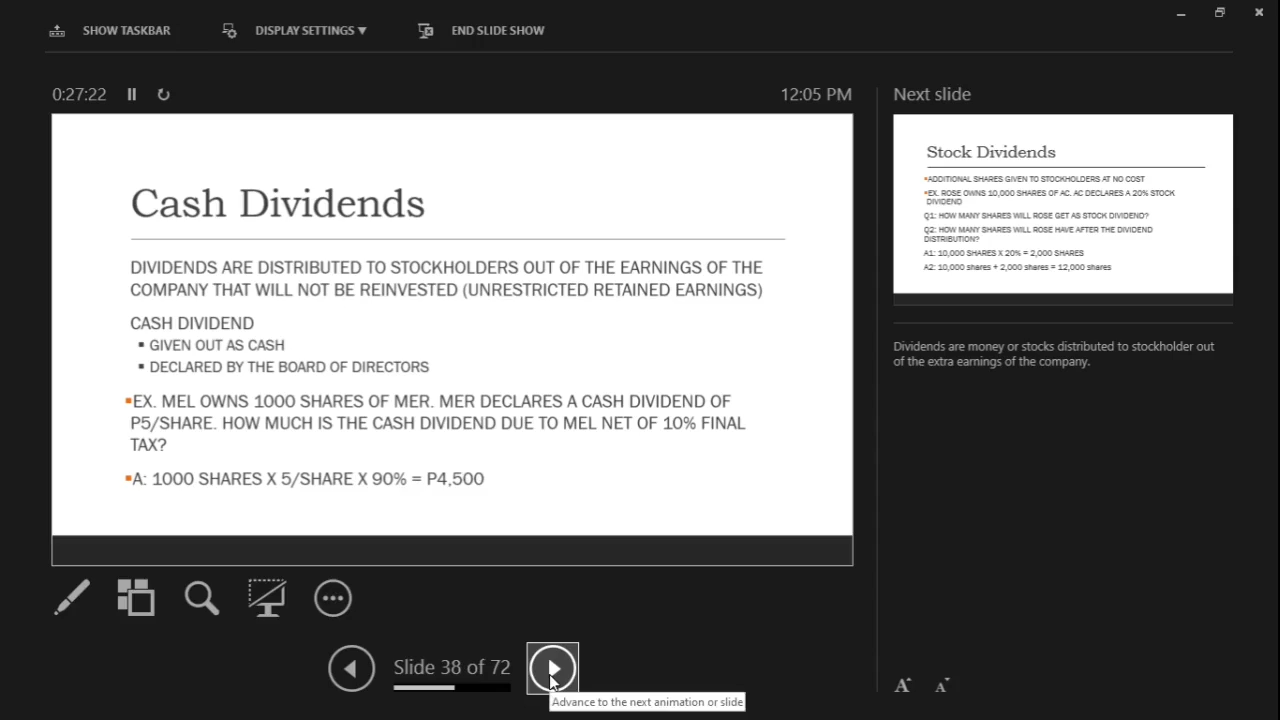 SHOW TASKBAR
DISPLAY SETTINGS ▼
END SLIDE SHOW
0:27:22
12:05 PM
Cash Dividends
DIVIDENDS ARE DISTRIBUTED TO STOCKHOLDERS OUT OF THE EARNINGS OF THE
COMPANY THAT WILL NOT BE REINVESTED (UNRESTRICTED RETAINED EARNINGS)
CASH DIVIDEND
▪ GIVEN OUT AS CASH
▪ DECLARED BY THE BOARD OF DIRECTORS
▪EX. MEL OWNS 1000 SHARES OF MER. MER DECLARES A CASH DIVIDEND OF
P5/SHARE. HOW MUCH IS THE CASH DIVIDEND DUE TO MEL NET OF 10% FINAL
TAX?
▪A: 1000 SHARES X 5/SHARE X 90% = P4,500
Slide 38 of 72
Advance to the next animation or slide
Next slide
Stock Dividends
▪ADDITIONAL SHARES GIVEN TO STOCKHOLDERS AT NO COST
▪EX. ROSE OWNS 10,000 SHARES OF AC. AC DECLARES A 20% STOCK
DIVIDEND
Q1: HOW MANY SHARES WILL ROSE GET AS STOCK DIVIDEND?
Q2: HOW MANY SHARES WILL ROSE HAVE AFTER THE DIVIDEND
DISTRIBUTION?
A1: 10,000 SHARES X 20% = 2,000 SHARES
A2: 10,000 shares + 2,000 shares = 12,000 shares
Dividends are money or stocks distributed to stockholder out
of the extra earnings of the company.
A A